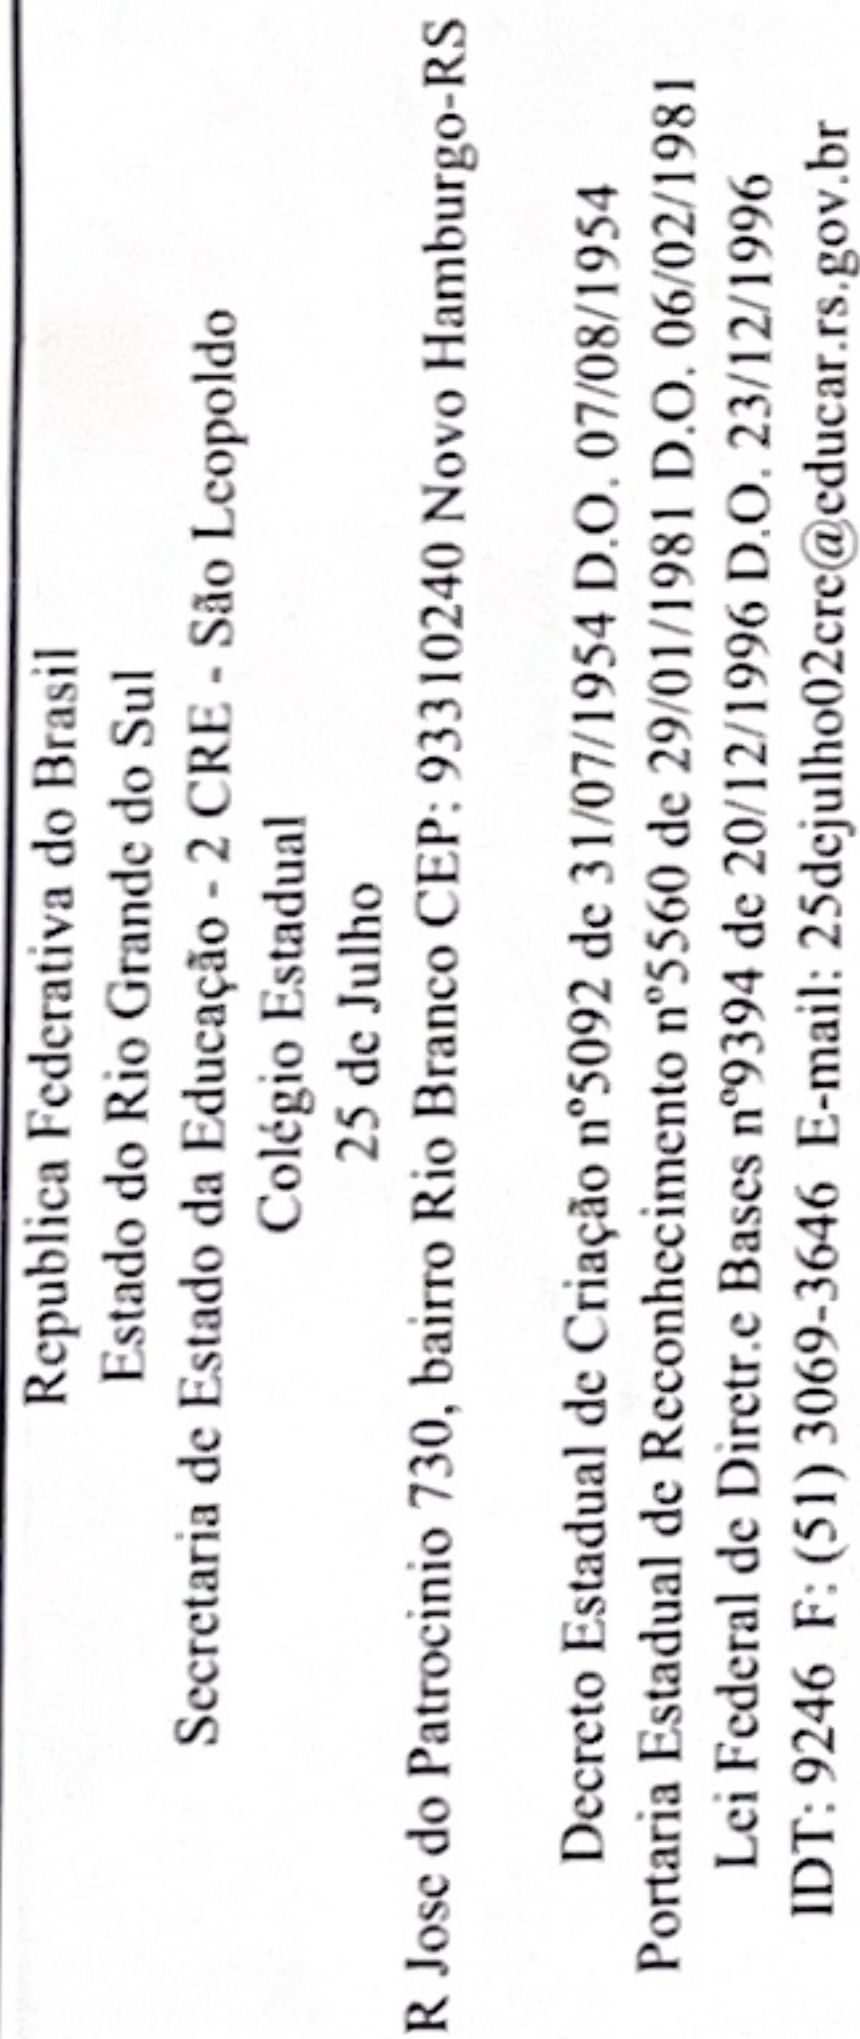 Republica Federativa do Brasil
Estado do Rio Grande do Sul
Secretaria de Estado da Educação - 2 CRE - São Leopoldo
Colégio Estadual
25 de Julho
R Jose do Patrocinio 730, bairro Rio Branco CEP: 93310240 Novo Hamburgo-RS
Decreto Estadual de Criação nº5092 de 31/07/1954 D.O. 07/08/1954
Portaria Estadual de Reconhecimento nº5560 de 29/01/1981 D.O. 06/02/1981
Lei Federal de Diretr.e Bases nº9394 de 20/12/1996 D.O. 23/12/1996
IDT: 9246 F: (51) 3069-3646 E-mail: 25dejulho02cre@educar.rs.gov.br